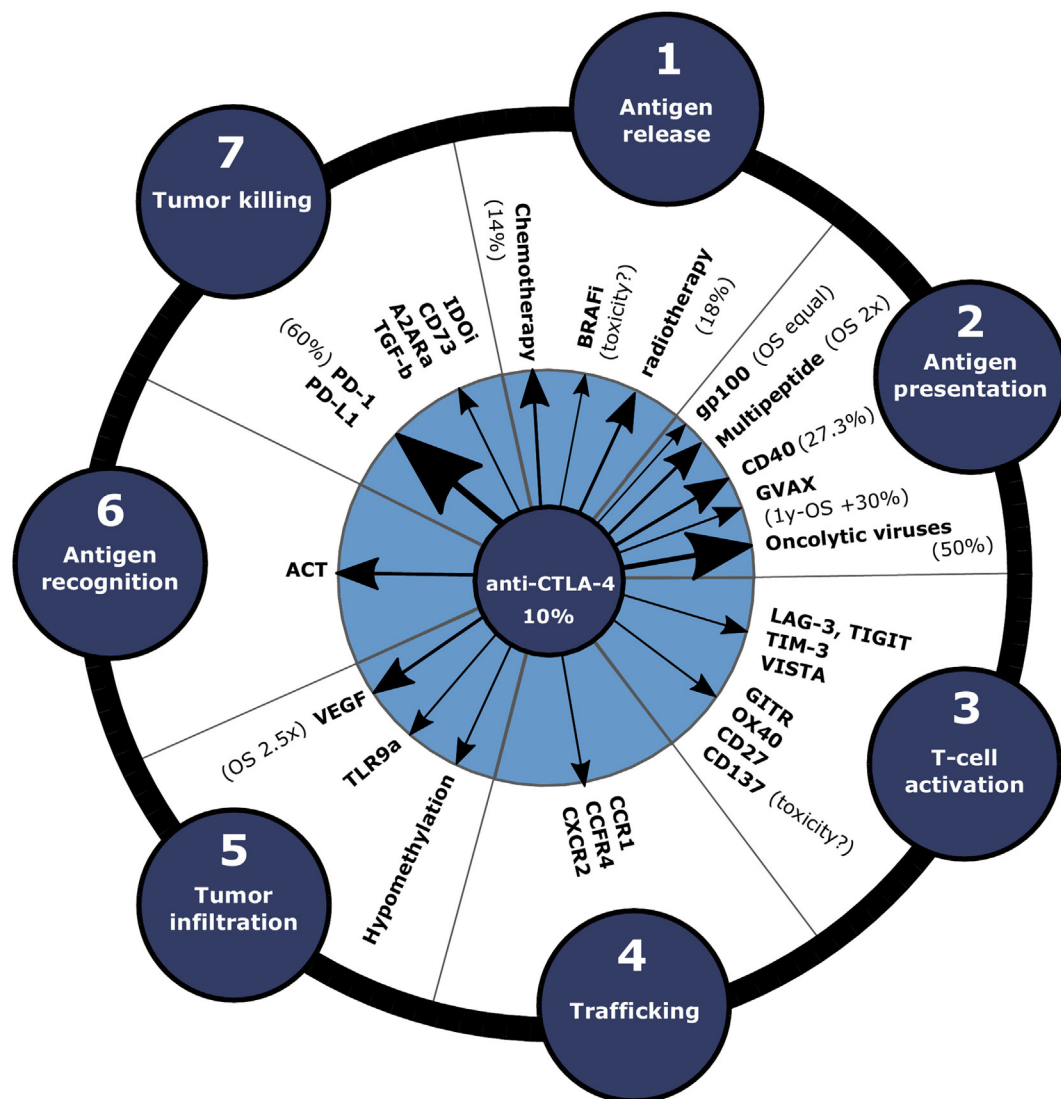 1
Antigen
release
2
Antigen
presentation
3
T-cell
activation
4
Trafficking
5
Tumor
infiltration
6
Antigen
recognition
7
Tumor killing
anti-CTLA-4
10%
Chemotherapy
(14%)
BRAFi
(toxicity?)
radiotherapy
(18%)
gp100 (OS equal)
Multipeptide (OS 2x)
CD40 (27.3%)
GVAX
(1y-OS +30%)
Oncolytic viruses
(50%)
LAG-3, TIGIT
TIM-3
VISTA
GITR
OX40
CD27
CD137 (toxicity?)
CCR1
CCFR4
CXCR2
Hypomethylation
TLR9a
(OS 2.5x) VEGF
ACT
(60%) PD-1
PD-L1
IDOi
CD73
A2ARa
TGF-b